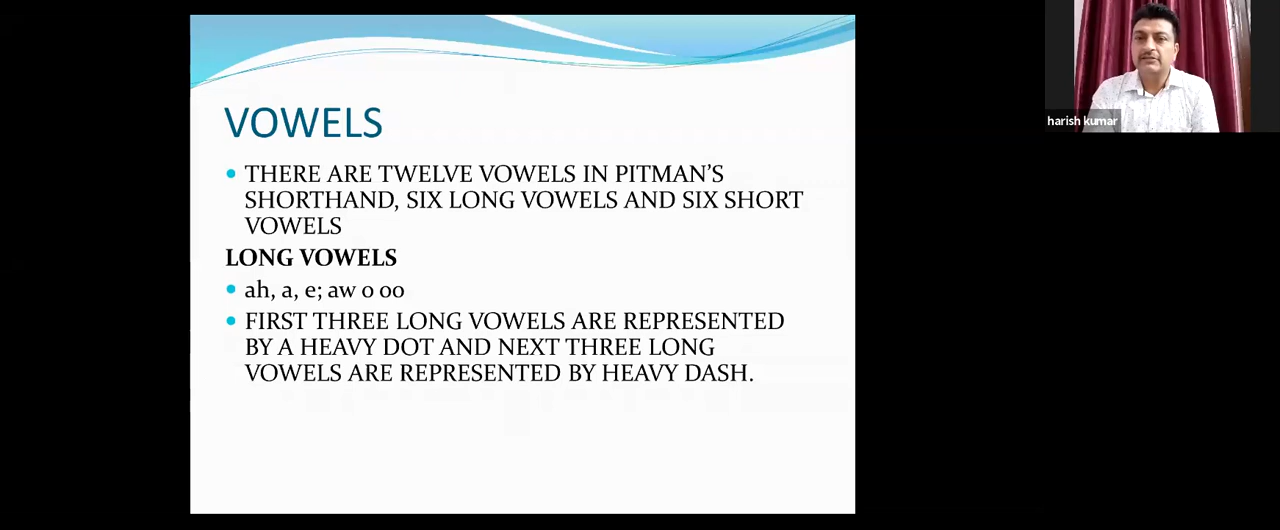 VOWELS
THERE ARE TWELVE VOWELS IN PITMAN’S
SHORTHAND, SIX LONG VOWELS AND SIX SHORT
VOWELS
LONG VOWELS
ah, a, e; aw o oo
FIRST THREE LONG VOWELS ARE REPRESENTED
BY A HEAVY DOT AND NEXT THREE LONG
VOWELS ARE REPRESENTED BY HEAVY DASH.
harish kumar